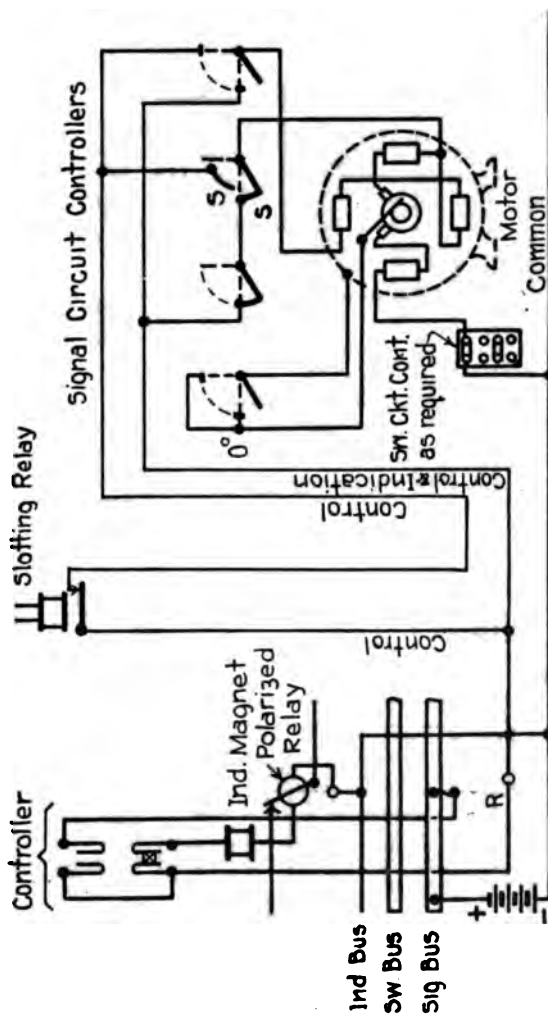 Controller
Ind. Magnet
Polarized
Relay
Slotting Relay
Control
Control
Control & Indication
Signal Circuit Controllers
S
S
0°
Sw. Ckt. Cont.
as required
Motor
Common
R
Ind Bus
Sw. Bus
Sig Bus
+
-